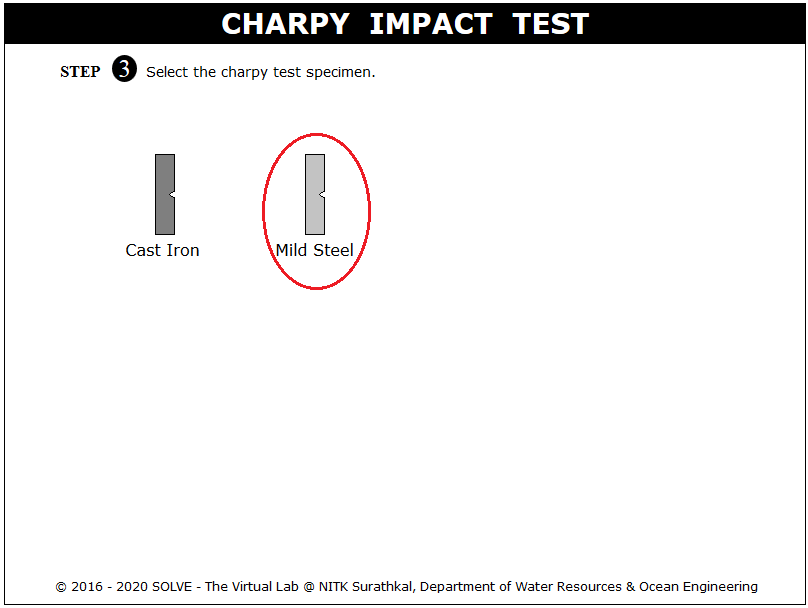 CHARPY IMPACT TEST
STEP 3 Select the charpy test specimen.
Cast Iron Mild Steel
© 2016 - 2020 SOLVE - The Virtual Lab @ NITK Surathkal, Department of Water Resources & Ocean Engineering